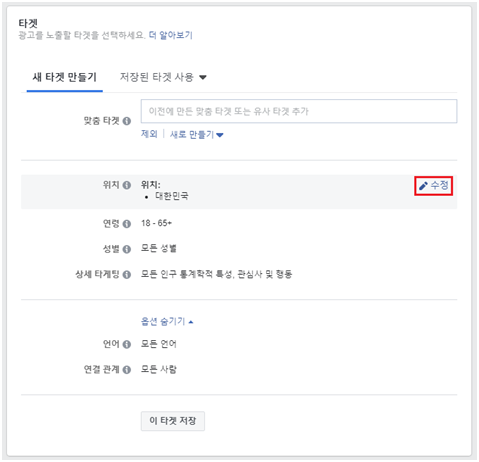 타겟
광고를 노출할 타겟을 선택하세요. 더 알아보기
새 타겟 만들기 저장된 타겟 사용
맞춤 타겟 이전에 만든 맞춤 타겟 또는 유사 타겟 추가
제외 | 새로 만들기
위치 위치: 수정
• 대한민국
연령 18 - 65+
성별 모든 성별
상세 타게팅 모든 인구 통계학적 특성, 관심사 및 행동
옵션 숨기기
언어 모든 언어
연결 관계 모든 사람
이 타겟 저장